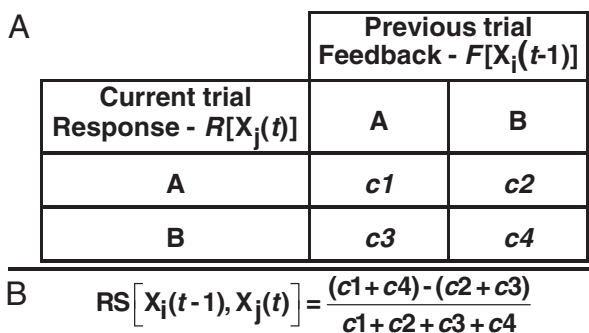 A
Previous trial
Feedback - F[Xi(t-1)]
Current trial
Response - R[Xj(t)]
A B
A c1 c2
B c3 c4
B
RS[Xi(t-1), Xj(t)] = (c1+c4)-(c2+c3)
c1+c2+c3+c4